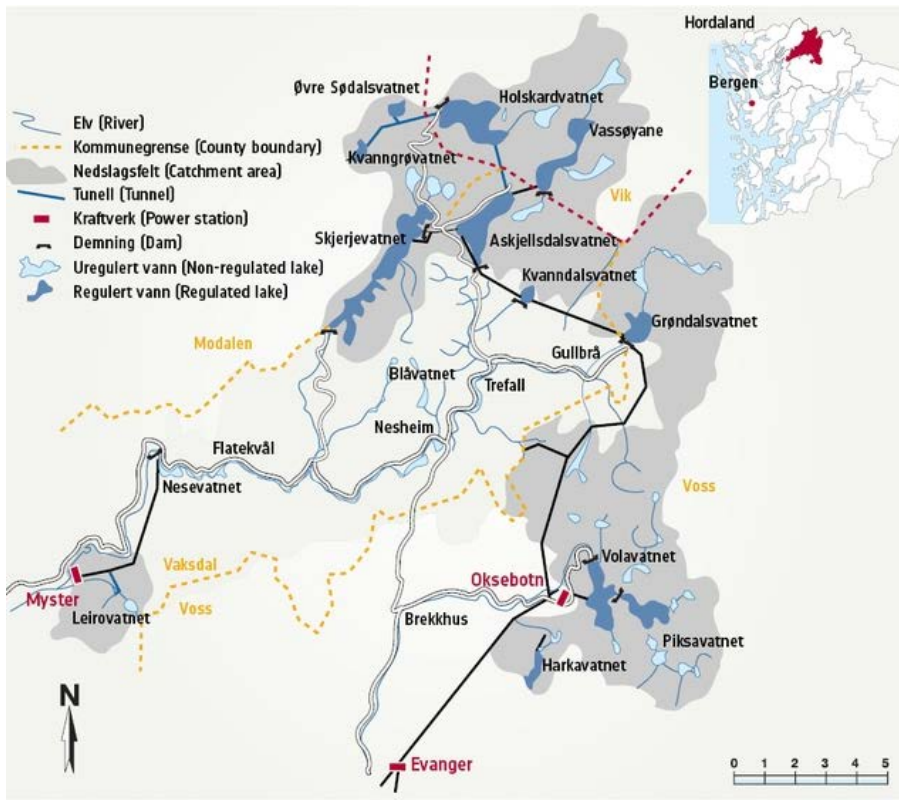 Hordaland
Bergen
Øvre Sødalsvatnet
Holskardvatnet
Vassøyane
Kvanngrøvatnet
Elv (River)
Kommunegrense (County boundary)
Nedslagsfelt (Catchment area)
Tunell (Tunnel)
Kraftverk (Power station)
Demning (Dam)
Uregulert vann (Non-regulated lake)
Regulert vann (Regulated lake)
Vik
Skjerjevatnet
Askjellsdalsvatnet
Kvanndalsvatnet
Grøndalsvatnet
Modalen
Gullbrå
Blåvatnet
Trefall
Nesheim
Flatekvål
Nesevatnet
Voss
Volavatnet
Vaksdal
Oksebotn
Myster
Voss
Leirovatnet
Brekkhus
Piksavatnet
Harkavatnet
N
Evanger
0 1 2 3 4 5